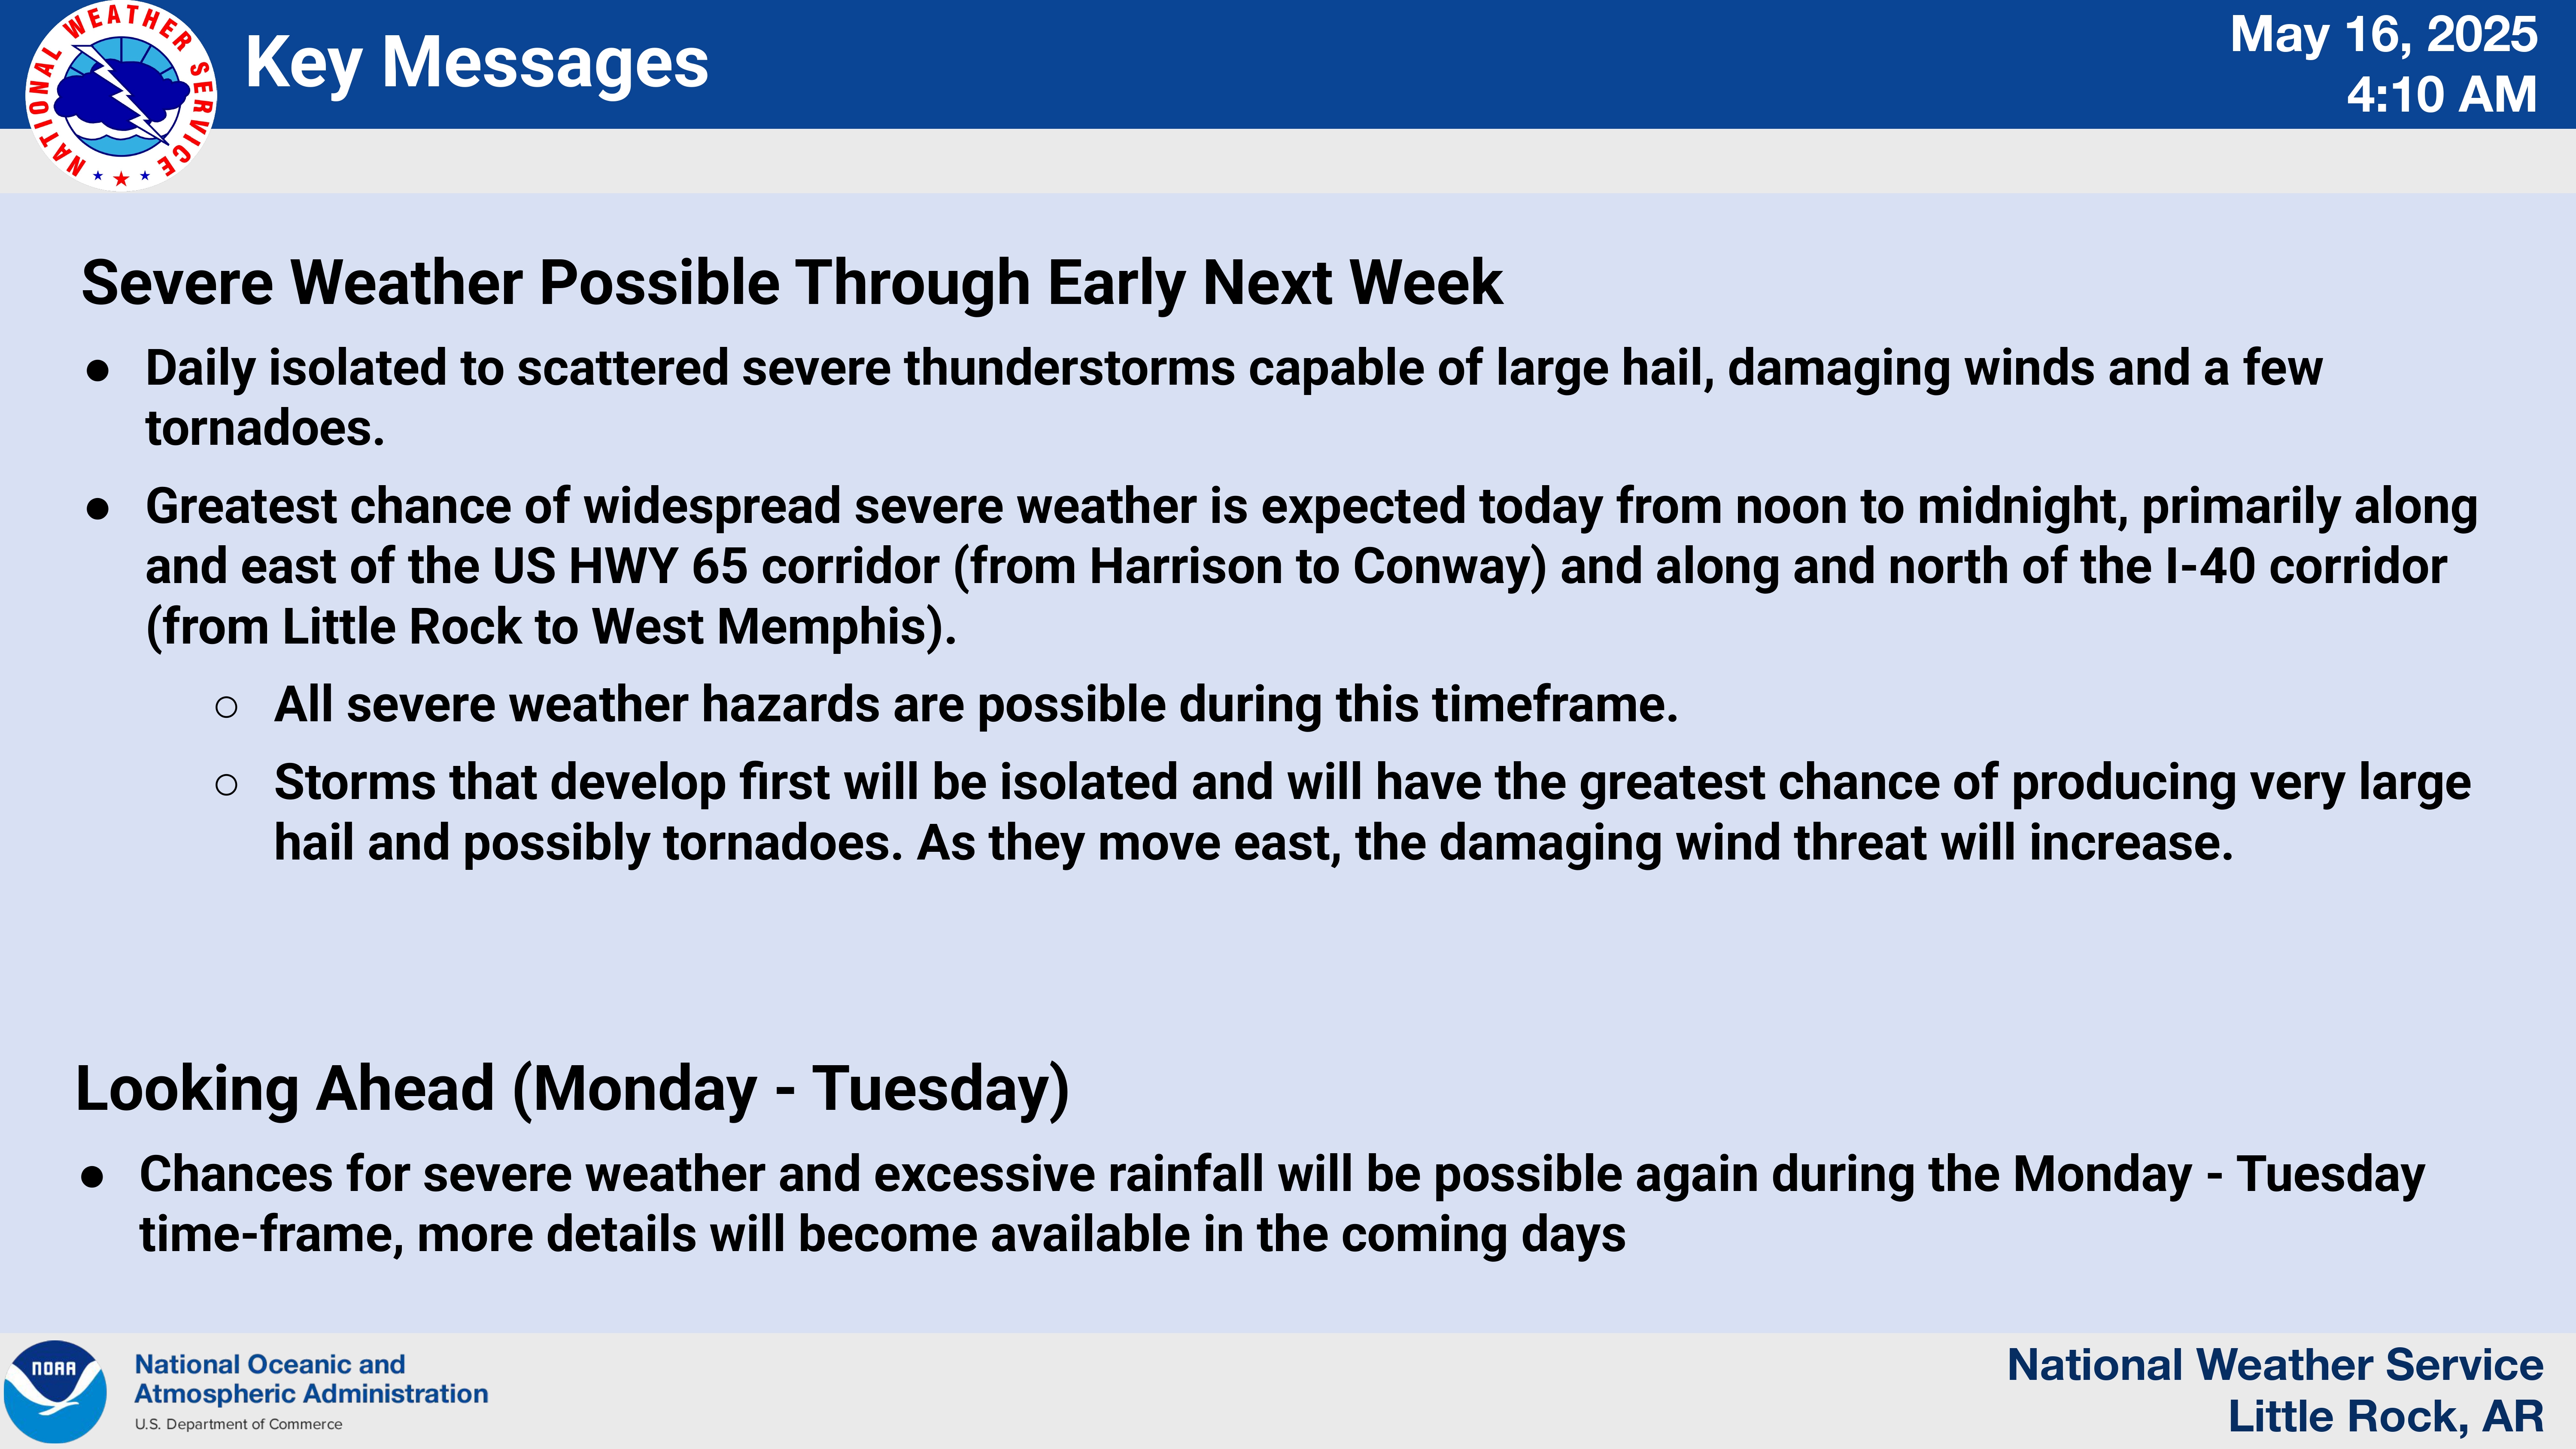 NATIONAL WEATHER SERVICE
Key Messages
May 16, 2025
4:10 AM
Severe Weather Possible Through Early Next Week
● Daily isolated to scattered severe thunderstorms capable of large hail, damaging winds and a few
tornadoes.
● Greatest chance of widespread severe weather is expected today from noon to midnight, primarily along
and east of the US HWY 65 corridor (from Harrison to Conway) and along and north of the I-40 corridor
(from Little Rock to West Memphis).
○ All severe weather hazards are possible during this timeframe.
○ Storms that develop first will be isolated and will have the greatest chance of producing very large
hail and possibly tornadoes. As they move east, the damaging wind threat will increase.
Looking Ahead (Monday - Tuesday)
● Chances for severe weather and excessive rainfall will be possible again during the Monday - Tuesday
time-frame, more details will become available in the coming days
NOAA
National Oceanic and
Atmospheric Administration
U.S. Department of Commerce
National Weather Service
Little Rock, AR